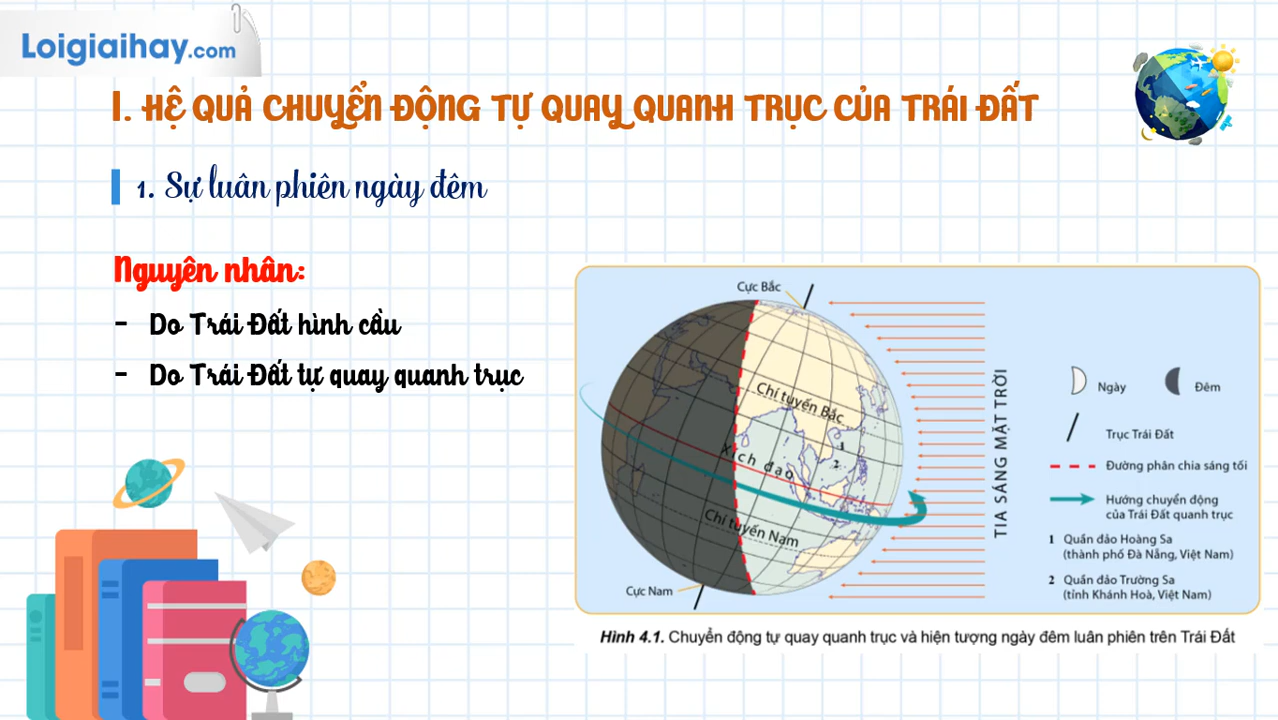 Loigiaihay.com
I. HỆ QUẢ CHUYỂN ĐỘNG TỰ QUAY QUANH TRỤC CỦA TRÁI ĐẤT
1. Sự luân phiên ngày đêm
Nguyên nhân:
- Do Trái Đất hình cầu
- Do Trái Đất tự quay quanh trục
Cực Bắc
Chí tuyến Bắc
1
2
Xích đạo
Chí tuyến Nam
Cực Nam
TIA SÁNG MẶT TRỜI
Ngày
Đêm
Trục Trái Đất
Đường phân chia sáng tối
Hướng chuyển động
của Trái Đất quanh trục
1 Quần đảo Hoàng Sa
(thành phố Đà Nẵng, Việt Nam)
2 Quần đảo Trường Sa
(tỉnh Khánh Hoà, Việt Nam)
Hình 4.1. Chuyển động tự quay quanh trục và hiện tượng ngày đêm luân phiên trên Trái Đất